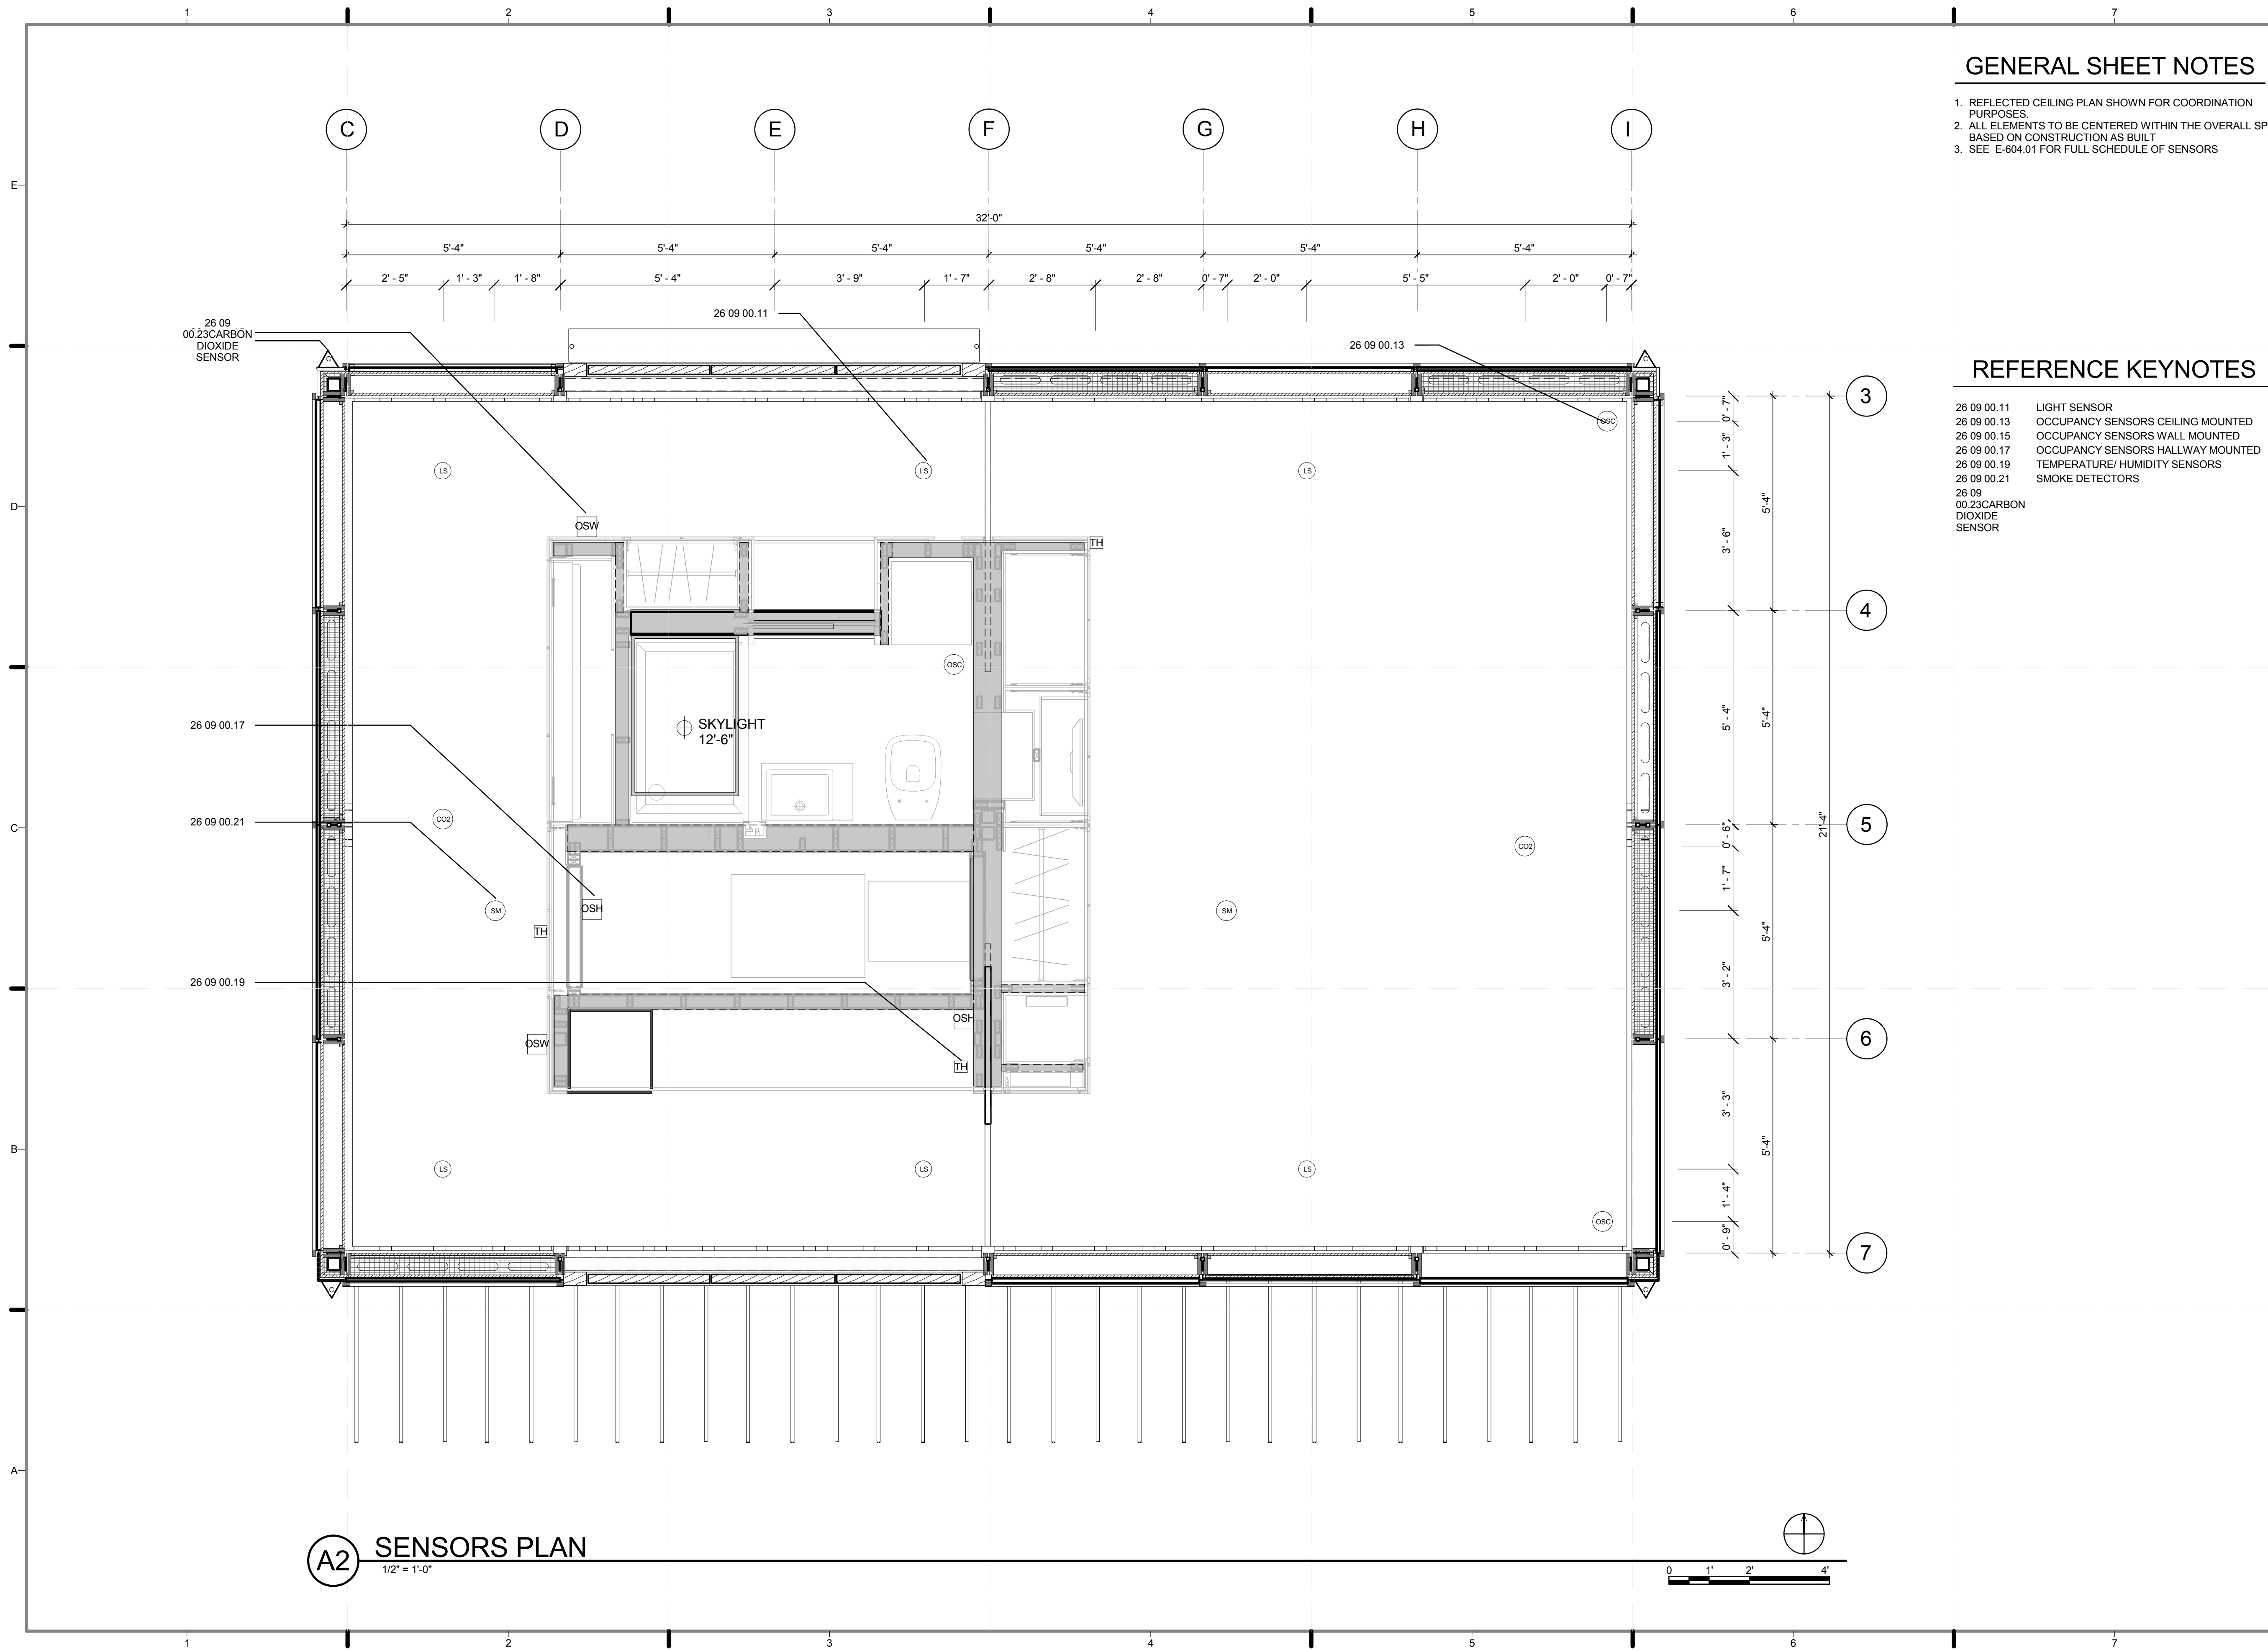 1 2 3 4 5 6 7
GENERAL SHEET NOTES
1. REFLECTED CEILING PLAN SHOWN FOR COORDINATION
PURPOSES.
2. ALL ELEMENTS TO BE CENTERED WITHIN THE OVERALL SP
BASED ON CONSTRUCTION AS BUILT
3. SEE E-604.01 FOR FULL SCHEDULE OF SENSORS
C D E F G H I
E
32'-0"
5'-4" 5'-4" 5'-4" 5'-4" 5'-4" 5'-4"
2' - 5" 1' - 3" 1' - 8" 5' - 4" 3' - 9" 1' - 7" 2' - 8" 2' - 8" 0' - 7" 2' - 0" 5' - 5" 2' - 0" 0' - 7"
26 09 00.11
26 09
00.23CARBON
DIOXIDE
SENSOR
26 09 00.13
C C
REFERENCE KEYNOTES
26 09 00.11 LIGHT SENSOR
26 09 00.13 OCCUPANCY SENSORS CEILING MOUNTED
26 09 00.15 OCCUPANCY SENSORS WALL MOUNTED
26 09 00.17 OCCUPANCY SENSORS HALLWAY MOUNTED
26 09 00.19 TEMPERATURE/ HUMIDITY SENSORS
26 09 00.21 SMOKE DETECTORS
26 09
00.23CARBON
DIOXIDE
SENSOR
3
0' - 7"
OSC
1' - 3"
LS LS LS
5'-4"
D
OSW
TH
3' - 6"
4
OSC
SKYLIGHT
12'-6"
26 09 00.17
5' - 4"
5'-4"
26 09 00.21
CO2
C
5
21'-4"
0' - 6"
CO2
1' - 7"
OSH
SM SM
TH
5'-4"
3' - 2"
26 09 00.19
OSH
OSW
6
TH
3' - 3"
B
5'-4"
LS LS LS
1' - 4"
OSC
0' - 9"
7
C C
A
A2
SENSORS PLAN
1/2" = 1'-0"
0 1' 2' 4'
1 2 3 4 5 6 7